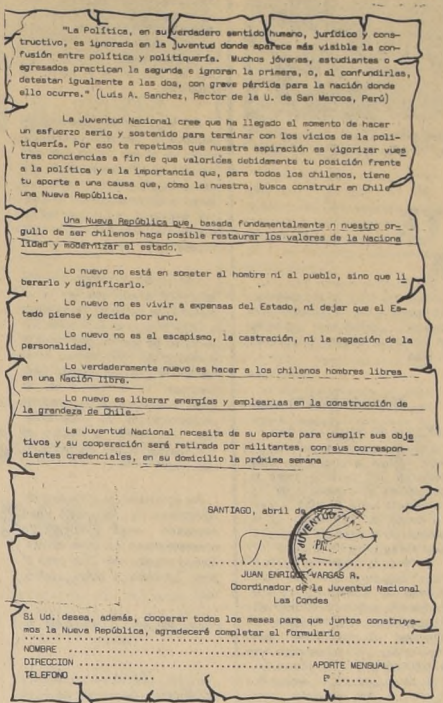 "La Política, en su verdadero sentido humano, jurídico y cons-
tructivo, es ignorada en la juventud donde aparece más visible la con-
fusión entre política y politiquería. Muchos jóvenes, estudiantes o
egresados practican la segunda e ignoran la primera, o, al confundirlas,
detestan igualmente a las dos, con grave pérdida para la nación donde
ello ocurre." (Luis A. Sanchez, Rector de la U. de San Marcos, Perú)
La Juventud Nacional cree que ha llegado el momento de hacer
un esfuerzo serio y sostenido para terminar con los vicios de la poli-
tiquería. Por eso te repetimos que nuestra aspiración es vigorizar vues
tras conciencias a fin de que valorices debidamente tu posición frente
a la política y a la importancia que, para todos los chilenos, tiene
tu aporte a una causa que, como la nuestra, busca construir en Chile
una Nueva República.
Una Nueva República que, basada fundamentalmente n nuestro or-
gullo de ser chilenos haga posible restaurar los valores de la Naciona
lidad y modernizar el estado.
Lo nuevo no está en someter al hombre ni al pueblo, sino que li
berarlo y dignificarlo.
Lo nuevo no es vivir a expensas del Estado, ni dejar que el Es-
tado piense y decida por uno.
Lo nuevo no es el escapismo, la castración, ni la negación de la
personalidad.
Lo verdaderamente nuevo es hacer a los chilenos hombres libres
en una Nación libre.
Lo nuevo es liberar energías y emplearlas en la construcción de
la grandeza de Chile.
La Juventud Nacional necesita de su aporte para cumplir sus obje
tivos y su cooperación será retirada por militantes, con sus correspon-
dientes credenciales, en su domicilio la próxima semana
SANTIAGO, abril de
JUVENTUD
JUAN ENRIQUE VARGAS R.
Coordinador de la Juventud Nacional
Las Condes
Si Ud. desea, además, cooperar todos los meses para que juntos construya-
mos la Nueva República, agradeceré completar el formulario
NOMBRE
DIRECCION APORTE MENSUAL
TELEFONO Eº